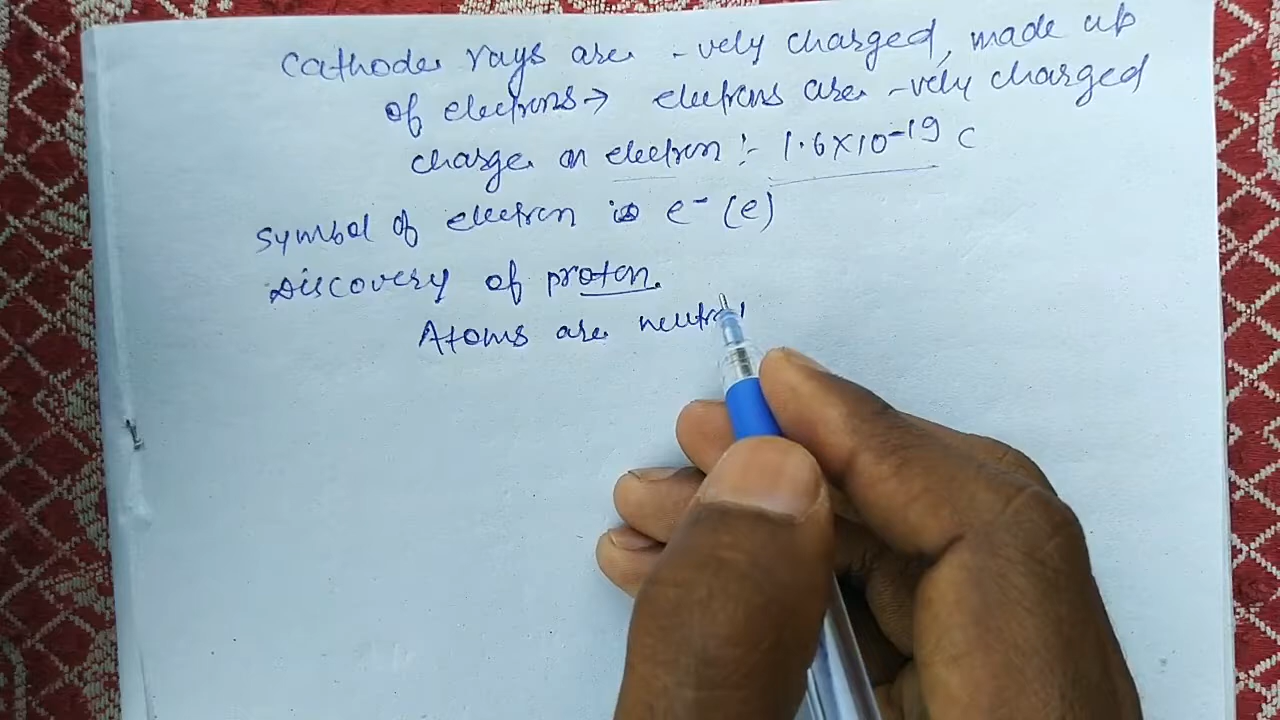 Cathode rays are -vely charged, made up
of electrons → electrons are -vely charged
charge on electron :- 1.6×10-19 C
Symbol of electron is e- (e)
Discovery of proton.
Atoms are neutral